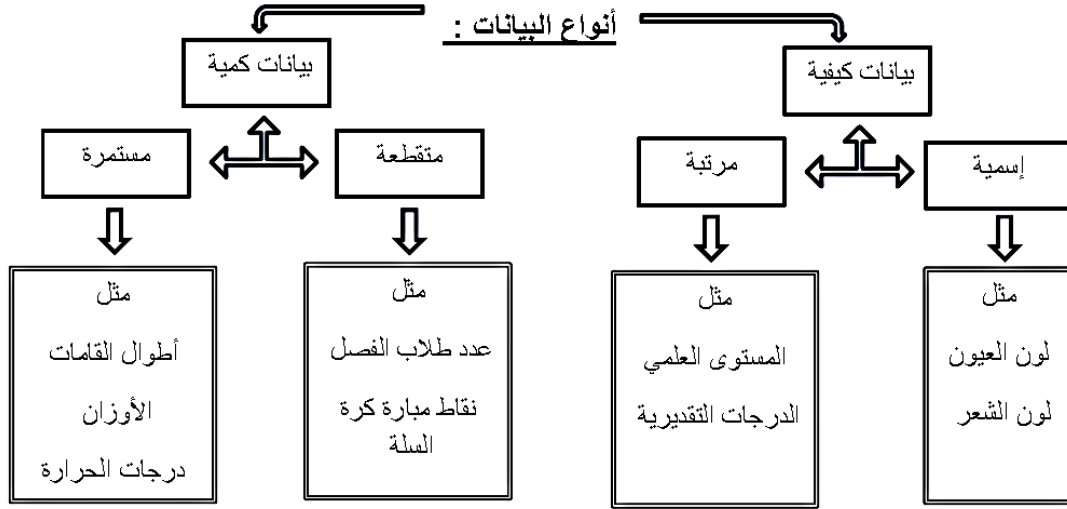 أنواع البيانات :
بيانات كيفية
بيانات كمية
إسمية
مرتبة
متقطعة
مستمرة
مثل
لون العيون
لون الشعر
مثل
المستوى العلمي
الدرجات التقديرية
مثل
عدد طلاب الفصل
نقاط مبارة كرة
السلة
مثل
أطوال القامات
الأوزان
درجات الحرارة